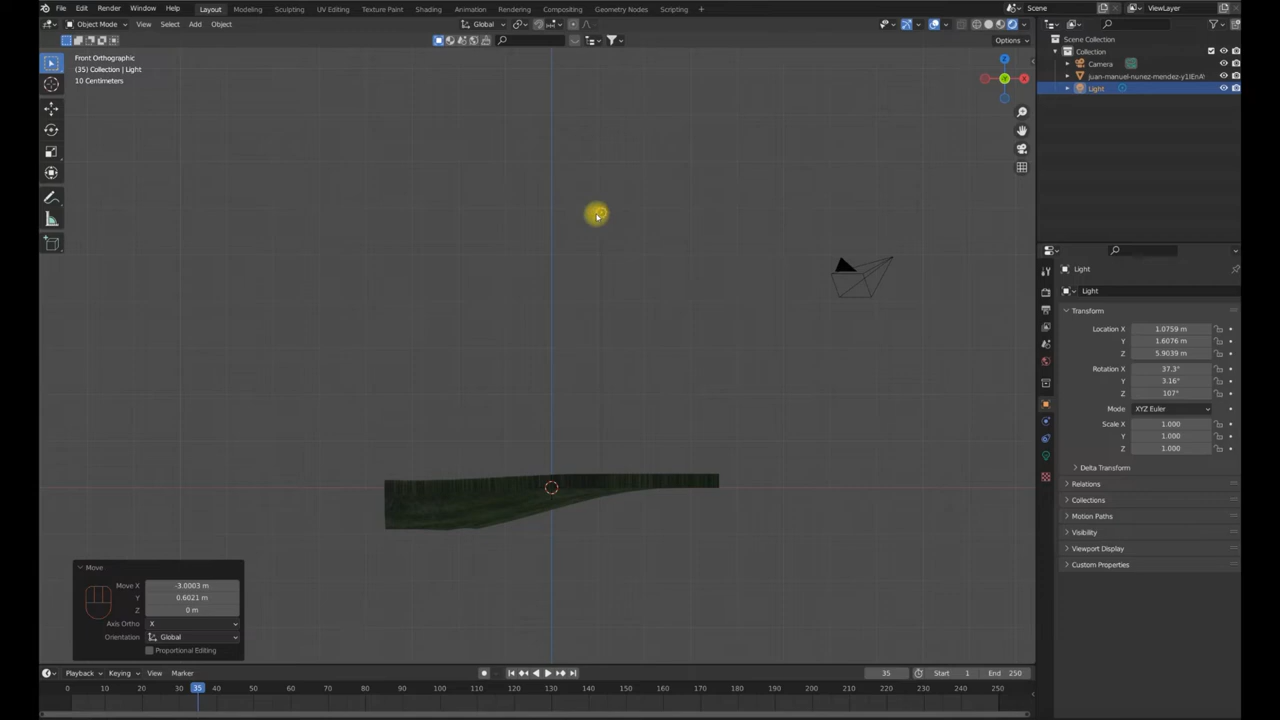 File Edit Render Window Help Layout Modeling Sculpting UV Editing Texture Paint Shading Animation Rendering Compositing Geometry Nodes Scripting + Scene ViewLayer
Object Mode View Select Add Object Global
Options
Front Orthographic
(35) Collection | Light
10 Centimeters
Z
X
Y
Scene Collection
Collection
Camera
juan-manuel-nunez-mendez-y1IEnA\
Light
Light
Light
Transform
Location X 1.0759 m
Y 1.6076 m
Z 5.9039 m
Rotation X 37.3°
Y 3.16°
Z 107°
Mode XYZ Euler
Scale X 1.000
Y 1.000
Z 1.000
Delta Transform
Relations
Collections
Motion Paths
Visibility
Viewport Display
Custom Properties
Move
Move X -3.0003 m
Y 0.6021 m
Z 0 m
Axis Ortho X
Orientation Global
Proportional Editing
Playback Keying View Marker 35 Start 1 End 250
0 10 20 30 35 40 50 60 70 80 90 100 110 120 130 140 150 160 170 180 190 200 210 220 230 240 250